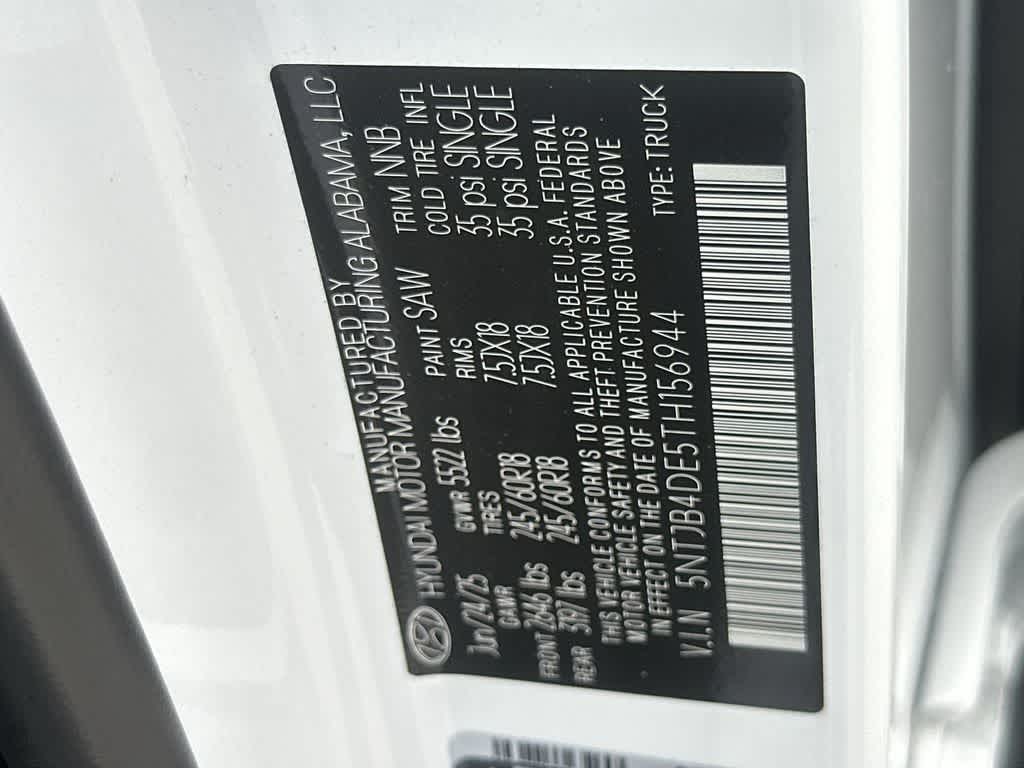 MANUFACTURED BY
HYUNDAI MOTOR MANUFACTURING ALABAMA, LLC
Jun/24/25 GVWR 5522 lbs PAINT SAW TRIM NNB
GAWR TIRES RIMS COLD TIRE INFL
FRONT 2646 lbs 245/60R18 7.5JX18 35 psi SINGLE
REAR 3197 lbs 245/60R18 7.5JX18 35 psi SINGLE
THIS VEHICLE CONFORMS TO ALL APPLICABLE U.S.A. FEDERAL
MOTOR VEHICLE SAFETY AND THEFT PREVENTION STANDARDS
IN EFFECT ON THE DATE OF MANUFACTURE SHOWN ABOVE
V.I.N 5NTJB4DE5TH156944 TYPE: TRUCK